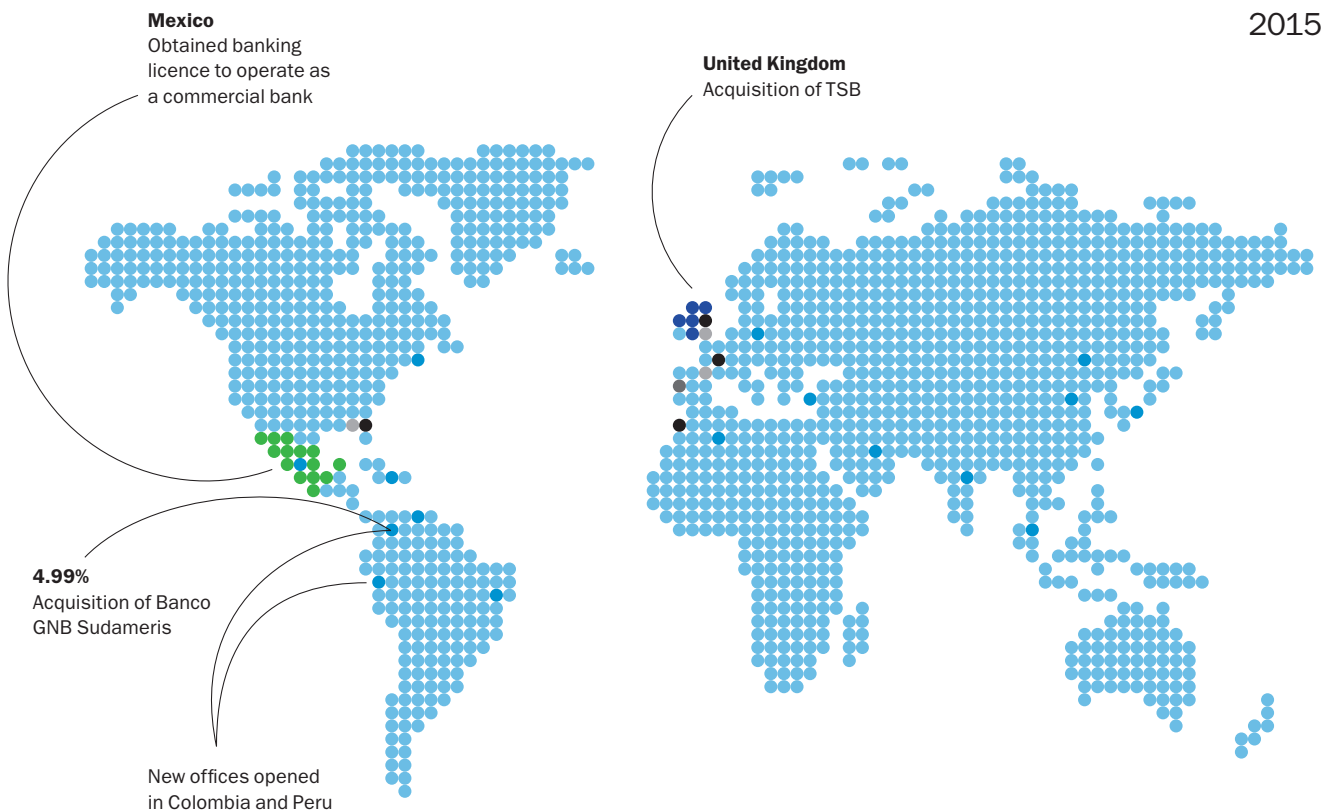 Mexico
Obtained banking
licence to operate as
a commercial bank
2015
United Kingdom
Acquisition of TSB
4.99%
Acquisition of Banco
GNB Sudameris
New offices opened
in Colombia and Peru